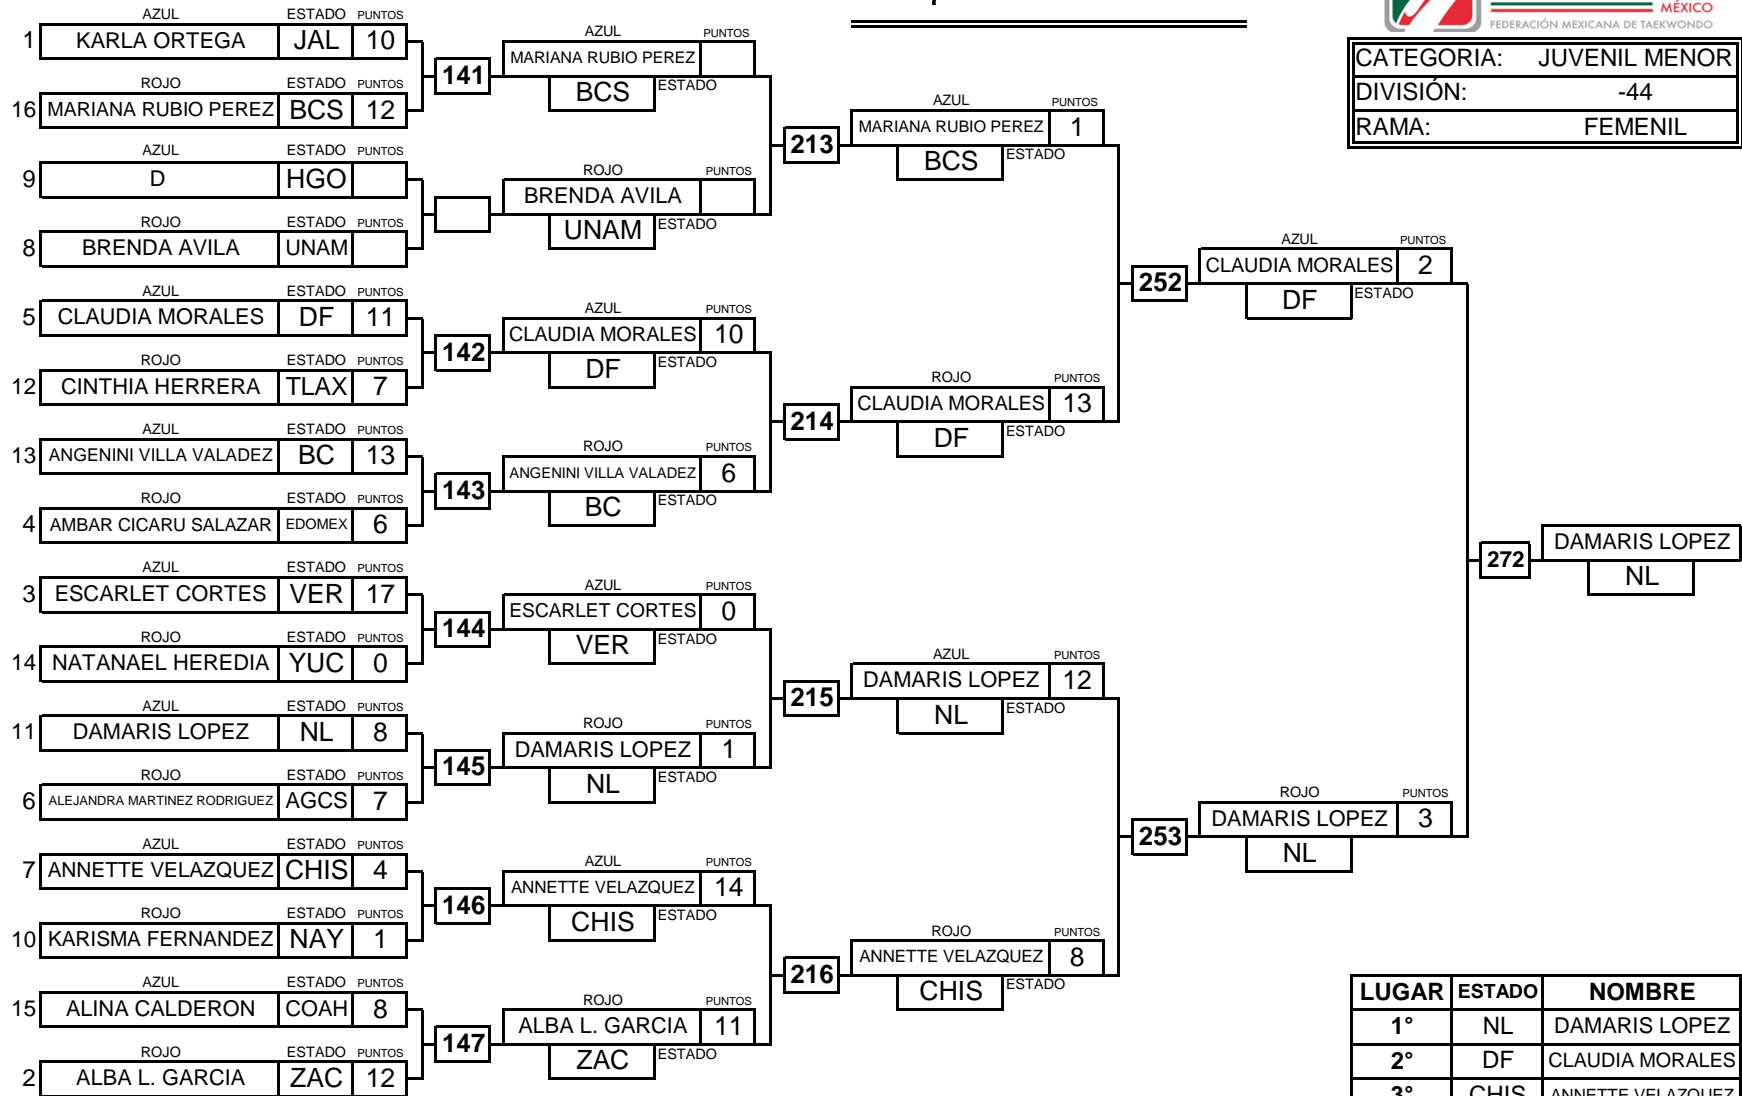 MÉXICO
FEDERACIÓN MEXICANA DE TAEKWONDO
CATEGORIA: JUVENIL MENOR
DIVISIÓN: -44
RAMA: FEMENIL
AZUL ESTADO PUNTOS
1 KARLA ORTEGA JAL 10
141
ROJO ESTADO PUNTOS
16 MARIANA RUBIO PEREZ BCS 12
AZUL ESTADO PUNTOS
9 D HGO
ROJO ESTADO PUNTOS
8 BRENDA AVILA UNAM
AZUL ESTADO PUNTOS
5 CLAUDIA MORALES DF 11
142
ROJO ESTADO PUNTOS
12 CINTHIA HERRERA TLAX 7
AZUL ESTADO PUNTOS
13 ANGENINI VILLA VALADEZ BC 13
143
ROJO ESTADO PUNTOS
4 AMBAR CICARU SALAZAR EDOMEX 6
AZUL ESTADO PUNTOS
3 ESCARLET CORTES VER 17
144
ROJO ESTADO PUNTOS
14 NATANAEL HEREDIA YUC 0
AZUL ESTADO PUNTOS
11 DAMARIS LOPEZ NL 8
145
ROJO ESTADO PUNTOS
6 ALEJANDRA MARTINEZ RODRIGUEZ AGCS 7
AZUL ESTADO PUNTOS
7 ANNETTE VELAZQUEZ CHIS 4
146
ROJO ESTADO PUNTOS
10 KARISMA FERNANDEZ NAY 1
AZUL ESTADO PUNTOS
15 ALINA CALDERON COAH 8
147
ROJO ESTADO PUNTOS
2 ALBA L. GARCIA ZAC 12
AZUL PUNTOS
MARIANA RUBIO PEREZ
BCS ESTADO
213
ROJO PUNTOS
BRENDA AVILA
UNAM ESTADO
AZUL PUNTOS
CLAUDIA MORALES 10
DF ESTADO
214
ROJO PUNTOS
ANGENINI VILLA VALADEZ 6
BC ESTADO
AZUL PUNTOS
ESCARLET CORTES 0
VER ESTADO
215
ROJO PUNTOS
DAMARIS LOPEZ 1
NL ESTADO
AZUL PUNTOS
ANNETTE VELAZQUEZ 14
CHIS ESTADO
216
ROJO PUNTOS
ALBA L. GARCIA 11
ZAC ESTADO
AZUL PUNTOS
MARIANA RUBIO PEREZ 1
BCS ESTADO
252
ROJO PUNTOS
CLAUDIA MORALES 13
DF ESTADO
AZUL PUNTOS
DAMARIS LOPEZ 12
NL ESTADO
253
ROJO PUNTOS
ANNETTE VELAZQUEZ 8
CHIS ESTADO
AZUL PUNTOS
CLAUDIA MORALES 2
DF ESTADO
272
ROJO PUNTOS
DAMARIS LOPEZ 3
NL
DAMARIS LOPEZ
NL
LUGAR ESTADO NOMBRE
1° NL DAMARIS LOPEZ
2° DF CLAUDIA MORALES
3° CHIS ANNETTE VELAZQUEZ